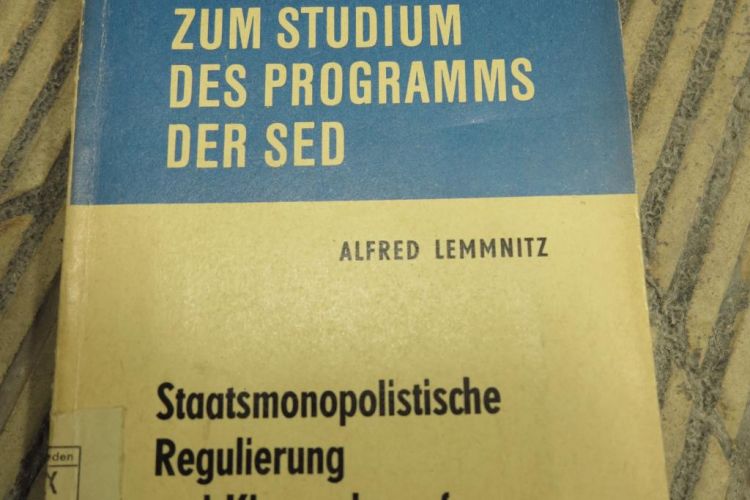 ZUM STUDIUM
DES PROGRAMMS
DER SED
ALFRED LEMMNITZ
Staatsmonopolistische
Regulierung